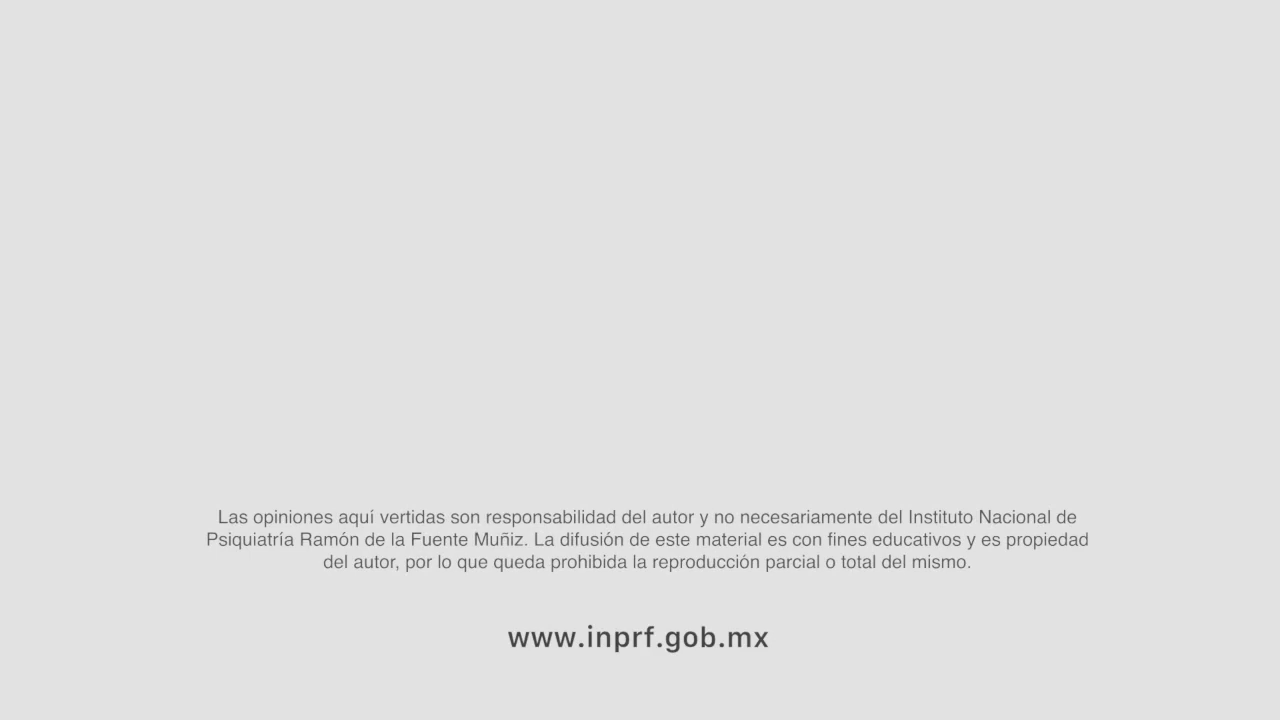 Las opiniones aquí vertidas son responsabilidad del autor y no necesariamente del Instituto Nacional de
Psiquiatría Ramón de la Fuente Muñiz. La difusión de este material es con fines educativos y es propiedad
del autor, por lo que queda prohibida la reproducción parcial o total del mismo.
www.inprf.gob.mx